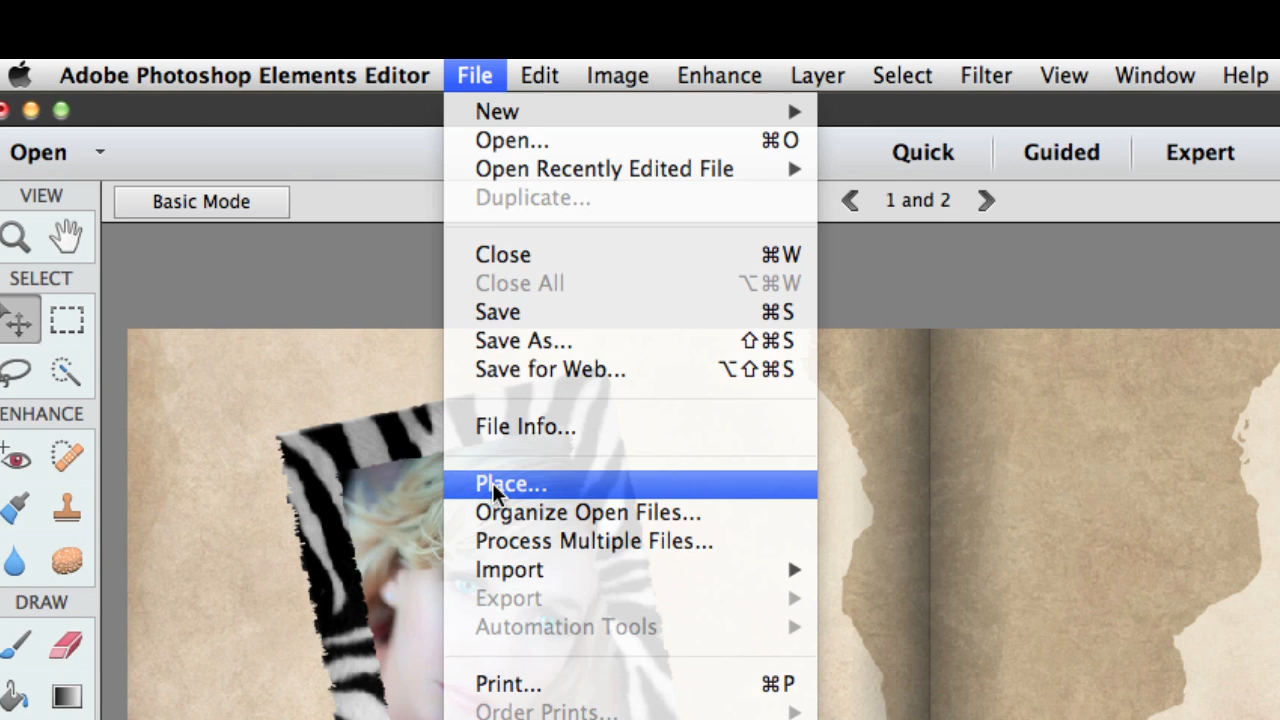 Adobe Photoshop Elements Editor File Edit Image Enhance Layer Select Filter View Window Help
Open Quick Guided Expert
VIEW
Basic Mode
1 and 2
SELECT
ENHANCE
DRAW
New
Open... ⌘O
Open Recently Edited File
Duplicate...
Close ⌘W
Close All ⌥⌘W
Save ⌘S
Save As... ⇧⌘S
Save for Web... ⌥⇧⌘S
File Info...
Place...
Organize Open Files...
Process Multiple Files...
Import
Export
Automation Tools
Print... ⌘P
Order Prints...